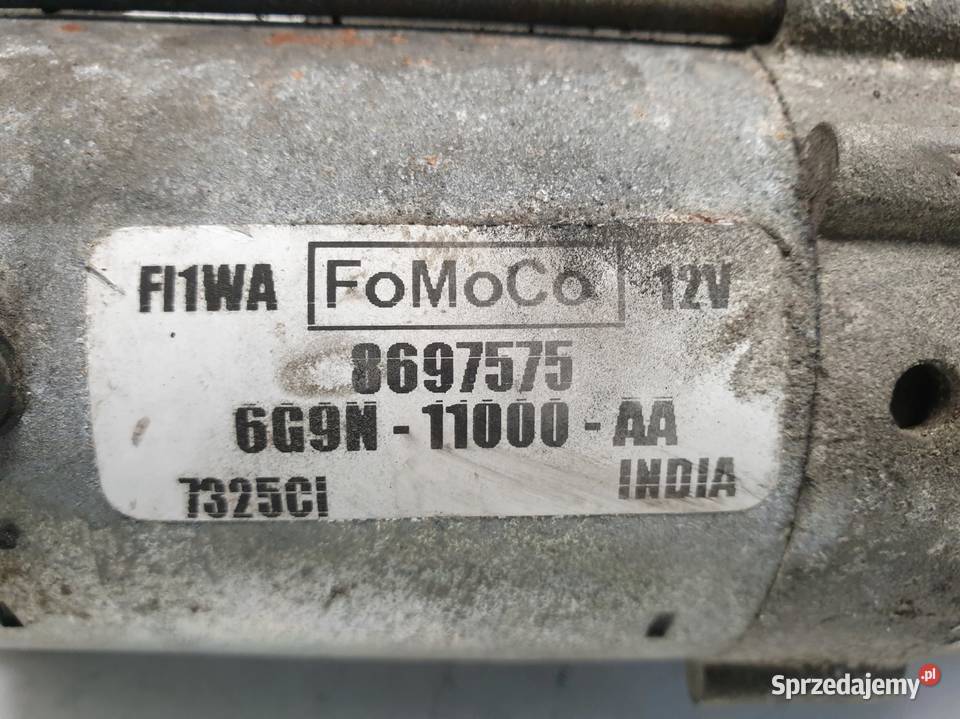 FI1WA FoMoCo 12V
8697575
6G9N - 11000 - AA
7325CI INDIA
Sprzedajemy.pl